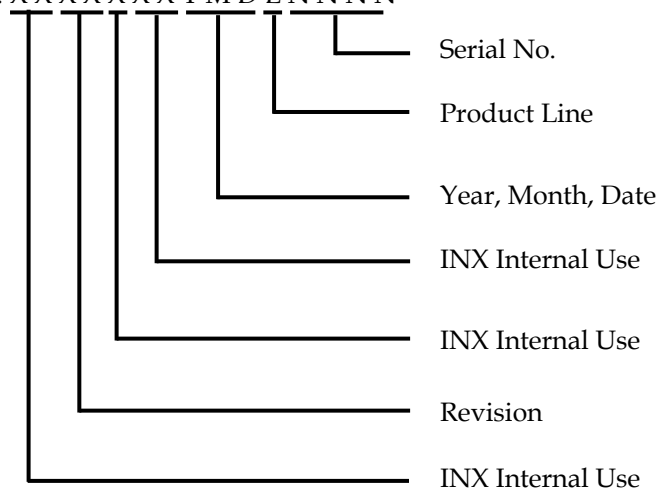 X X X X X X X Y M D L N N N N
Serial No.
Product Line
Year, Month, Date
INX Internal Use
INX Internal Use
Revision
INX Internal Use